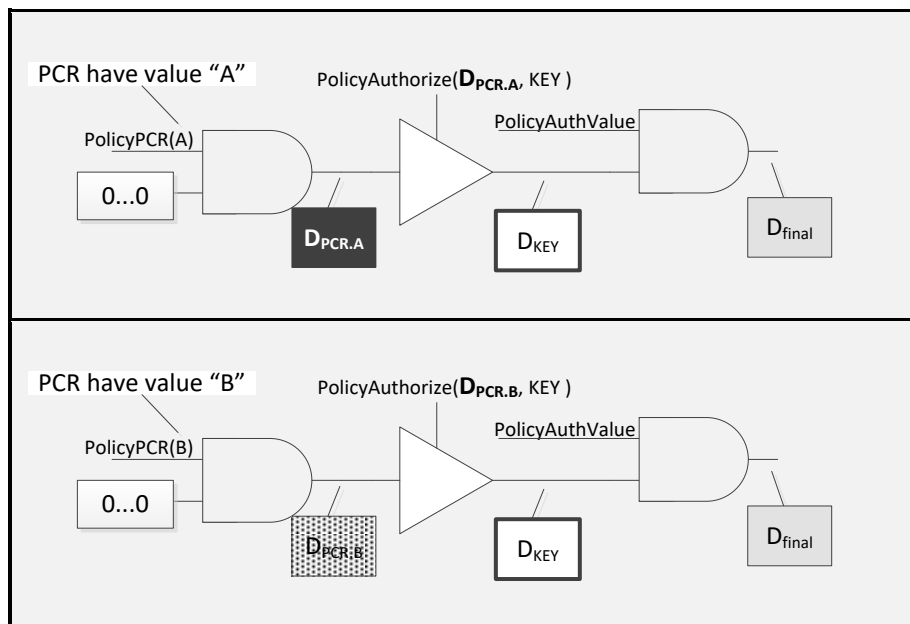 PCR have value “A”
PolicyAuthorize(DPCR.A, KEY )
PolicyAuthValue
PolicyPCR(A)
0...0
DPCR.A
DKEY
Dfinal
PCR have value “B”
PolicyAuthorize(DPCR.B, KEY )
PolicyAuthValue
PolicyPCR(B)
0...0
DPCR.B
DKEY
Dfinal